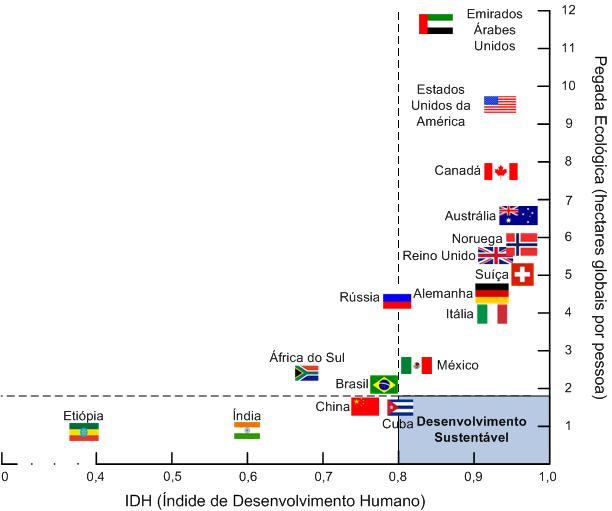 12
Emirados
Árabes
Unidos
11
10
Estados
Unidos da
América
9
8
Canadá
7
Austrália
Noruega
6
Reino Unido
Suíça
5
Rússia
Alemanha
Itália
4
África do Sul
México
3
Brasil
2
China
Cuba
Etiópia
Índia
Desenvolvimento
Sustentável
1
0 . . . 0,4 0,5 0,6 0,7 0,8 0,9 1,0
IDH (Índide de Desenvolvimento Humano)
Pegada Ecológica (hectares globais por pessoa)